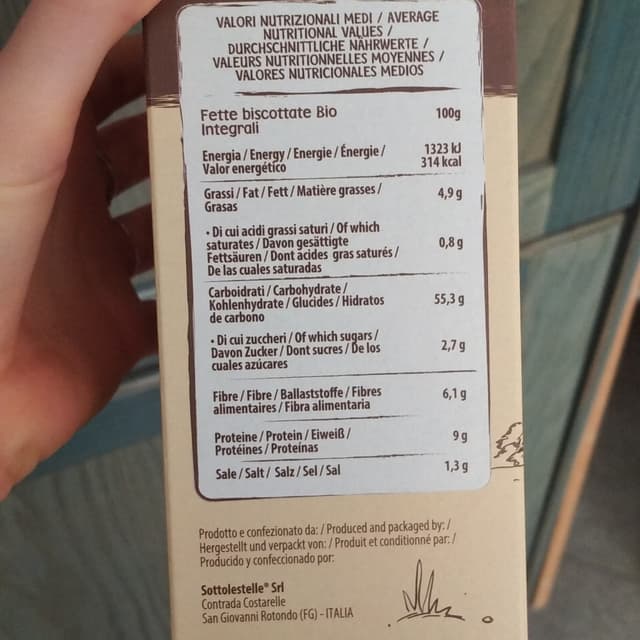 VALORI NUTRIZIONALI MEDI / AVERAGE
NUTRITIONAL VALUES /
DURCHSCHNITTLICHE NÄHRWERTE /
VALEURS NUTRITIONNELLES MOYENNES /
VALORES NUTRICIONALES MEDIOS
Fette biscottate Bio 100g
Integrali
Energia / Energy / Energie / Énergie / 1323 kJ
Valor energético 314 kcal
Grassi / Fat / Fett / Matière grasses / 4,9 g
Grasas
• Di cui acidi grassi saturi / Of which
saturates / Davon gesättigte 0,8 g
Fettsäuren / Dont acides gras saturés /
De las cuales saturadas
Carboidrati / Carbohydrate /
Kohlenhydrate / Glucides / Hidratos 55,3 g
de carbono
• Di cui zuccheri / Of which sugars /
Davon Zucker / Dont sucres / De los 2,7 g
cuales azúcares
Fibre / Fibre / Ballaststoffe / Fibres 6,1 g
alimentaires / Fibra alimentaria
Proteine / Protein / Eiweiß / 9 g
Protéines / Proteínas
Sale / Salt / Salz / Sel / Sal 1,3 g
Prodotto e confezionato da: / Produced and packaged by: /
Hergestellt und verpackt von: / Produit et conditionné par: /
Producido y confeccionado por:
Sottolestelle® Srl
Contrada Costarelle
San Giovanni Rotondo (FG) - ITALIA